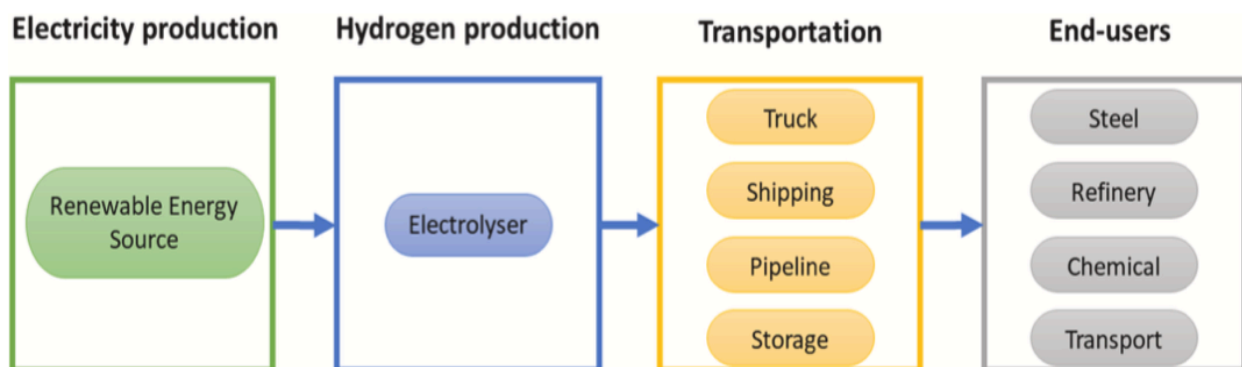 Electricity production
Hydrogen production
Transportation
End-users
Renewable Energy
Source
Electrolyser
Truck
Shipping
Pipeline
Storage
Steel
Refinery
Chemical
Transport